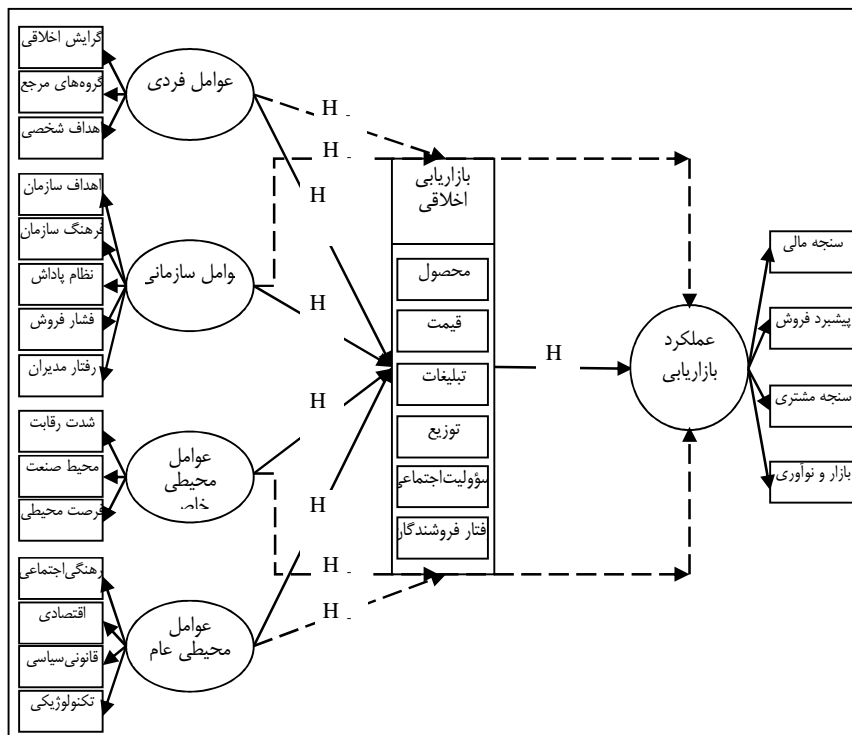 گرایش اخلاقی
گروه‌های مرجع
هداف شخصی
عوامل فردی
اهداف سازمان
فرهنگ سازمان
نظام پاداش
فشار فروش
رفتار مدیران
وامل سازمانی
شدت رقابت
محیط صنعت
فرصت محیطی
عوامل
محیطی
خاص
رهنگی‌اجتماعی
اقتصادی
قانونی‌سیاسی
تکنولوژیکی
عوامل
محیطی عام
H -
H -
H
H
H
H
H -
H -
بازاریابی
اخلاقی
محصول
قیمت
تبلیغات
توزیع
سؤولیت‌اجتماعی
فتار فروشندگان
H
عملکرد
بازاریابی
سنجه مالی
پیشبرد فروش
سنجه مشتری
بازار و نوآوری